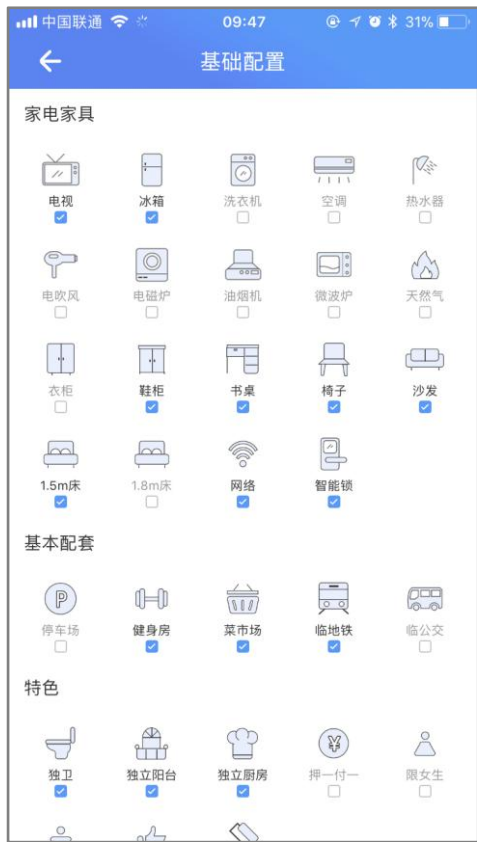 中国联通 09:47 31%
基础配置
家电家具
电视 冰箱 洗衣机 空调 热水器
电吹风 电磁炉 油烟机 微波炉 天然气
衣柜 鞋柜 书桌 椅子 沙发
1.5m床 1.8m床 网络 智能锁
基本配套
P
停车场 健身房 菜市场 临地铁 临公交
特色
¥
独卫 独立阳台 独立厨房 押一付一 限女生